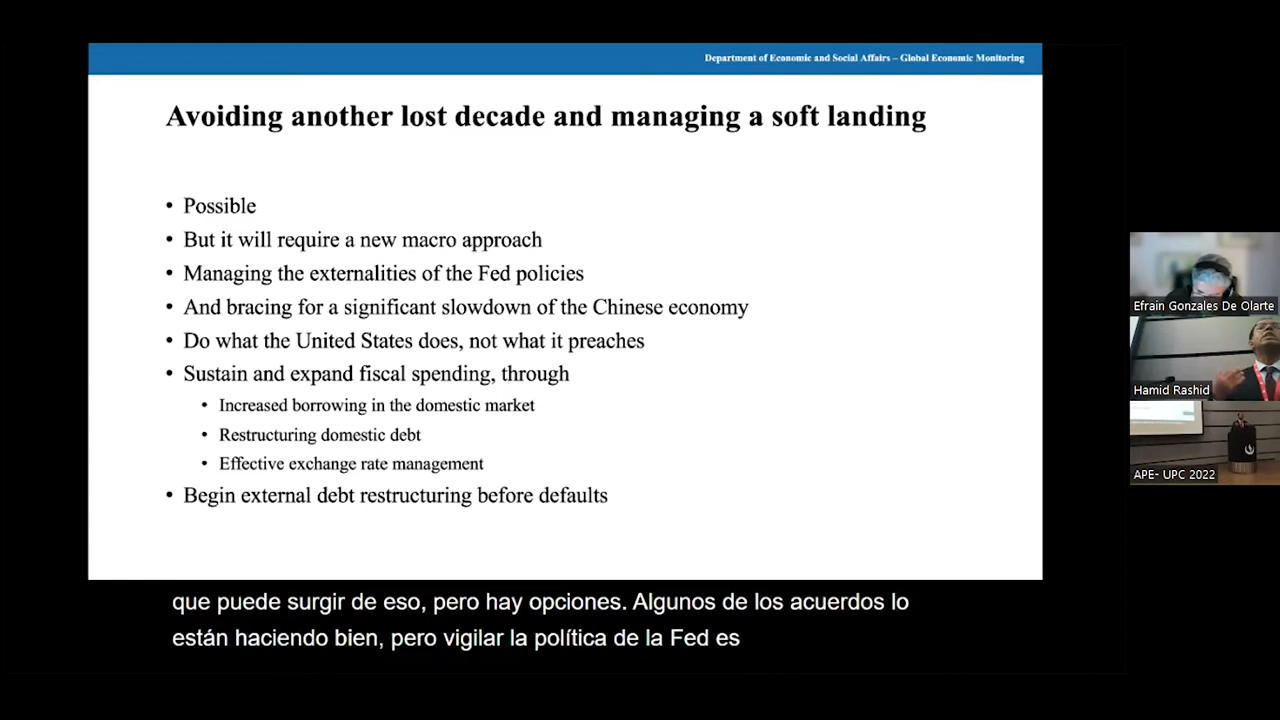 Department of Economic and Social Affairs – Global Economic Monitoring
Avoiding another lost decade and managing a soft landing
• Possible
• But it will require a new macro approach
• Managing the externalities of the Fed policies
• And bracing for a significant slowdown of the Chinese economy
• Do what the United States does, not what it preaches
• Sustain and expand fiscal spending, through
• Increased borrowing in the domestic market
• Restructuring domestic debt
• Effective exchange rate management
• Begin external debt restructuring before defaults
Efrain Gonzales De Olarte
Hamid Rashid
APE- UPC 2022
que puede surgir de eso, pero hay opciones. Algunos de los acuerdos lo
están haciendo bien, pero vigilar la política de la Fed es